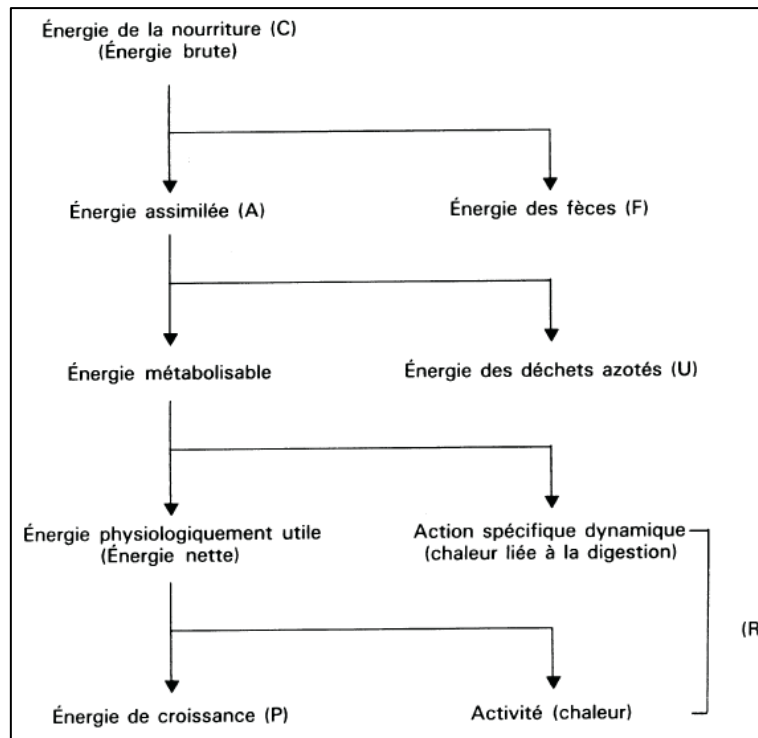 Énergie de la nourriture (C)
(Énergie brute)
Énergie assimilée (A)
Énergie des fèces (F)
Énergie métabolisable
Énergie des déchets azotés (U)
Énergie physiologiquement utile
(Énergie nette)
Action spécifique dynamique
(chaleur liée à la digestion)
(R
Énergie de croissance (P)
Activité (chaleur)